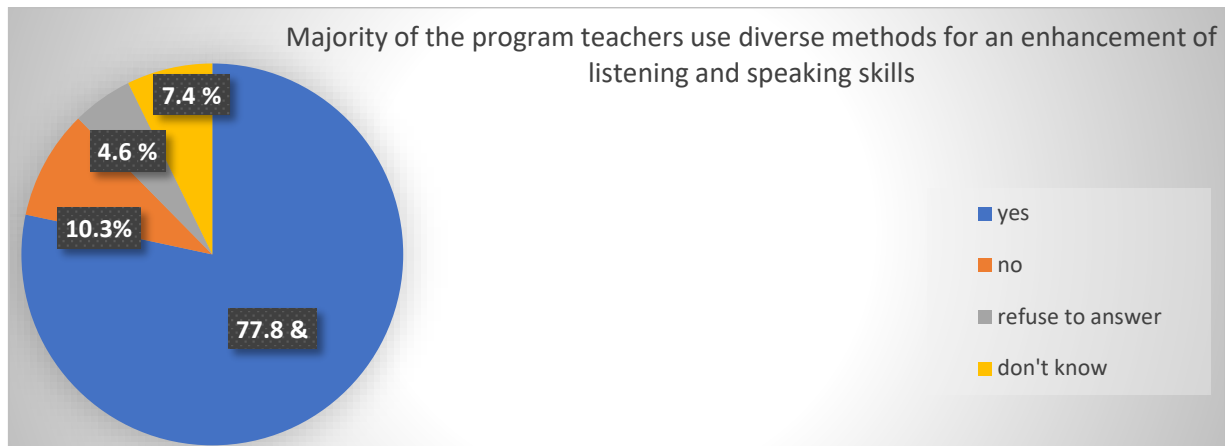 Majority of the program teachers use diverse methods for an enhancement of
listening and speaking skills
7.4 %
4.6 %
10.3%
77.8 &
yes
no
refuse to answer
don't know